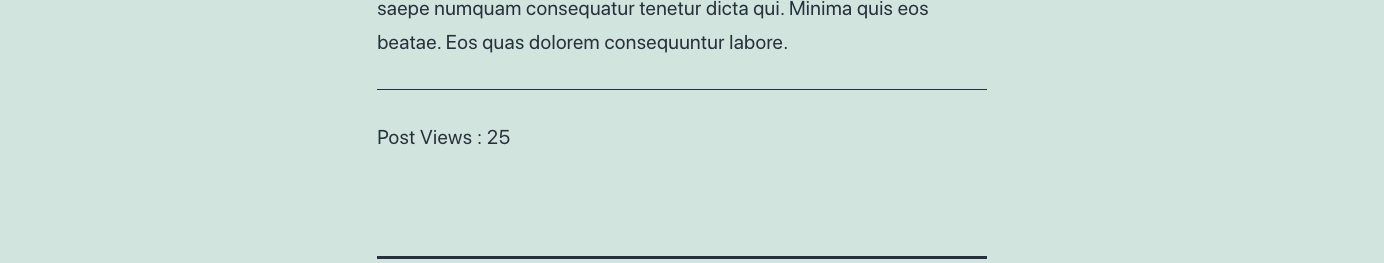 saepe numquam consequatur tenetur dicta qui. Minima quis eos
beatae. Eos quas dolorem consequuntur labore.
Post Views : 25